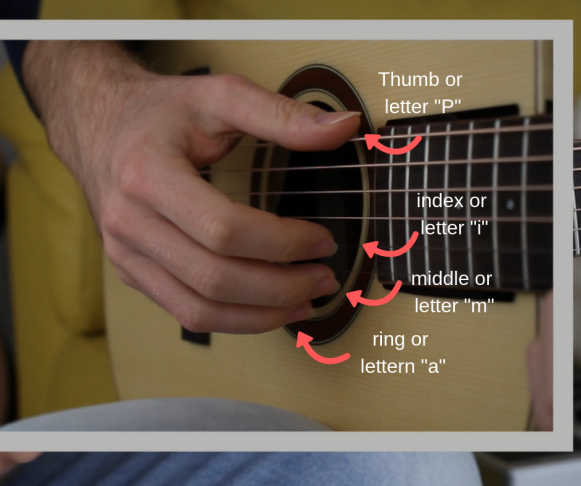 Thumb or
letter "P"
index or
letter "i"
middle or
letter "m"
ring or
lettern "a"